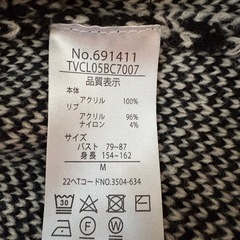 No.691411
TVCL05BC7007
品質表示
本体
アクリル 100%
リブ
アクリル 96%
ナイロン 4%
サイズ
バスト 79~87
身長 154~162
M
22ヘTコードNO.3504-634
30